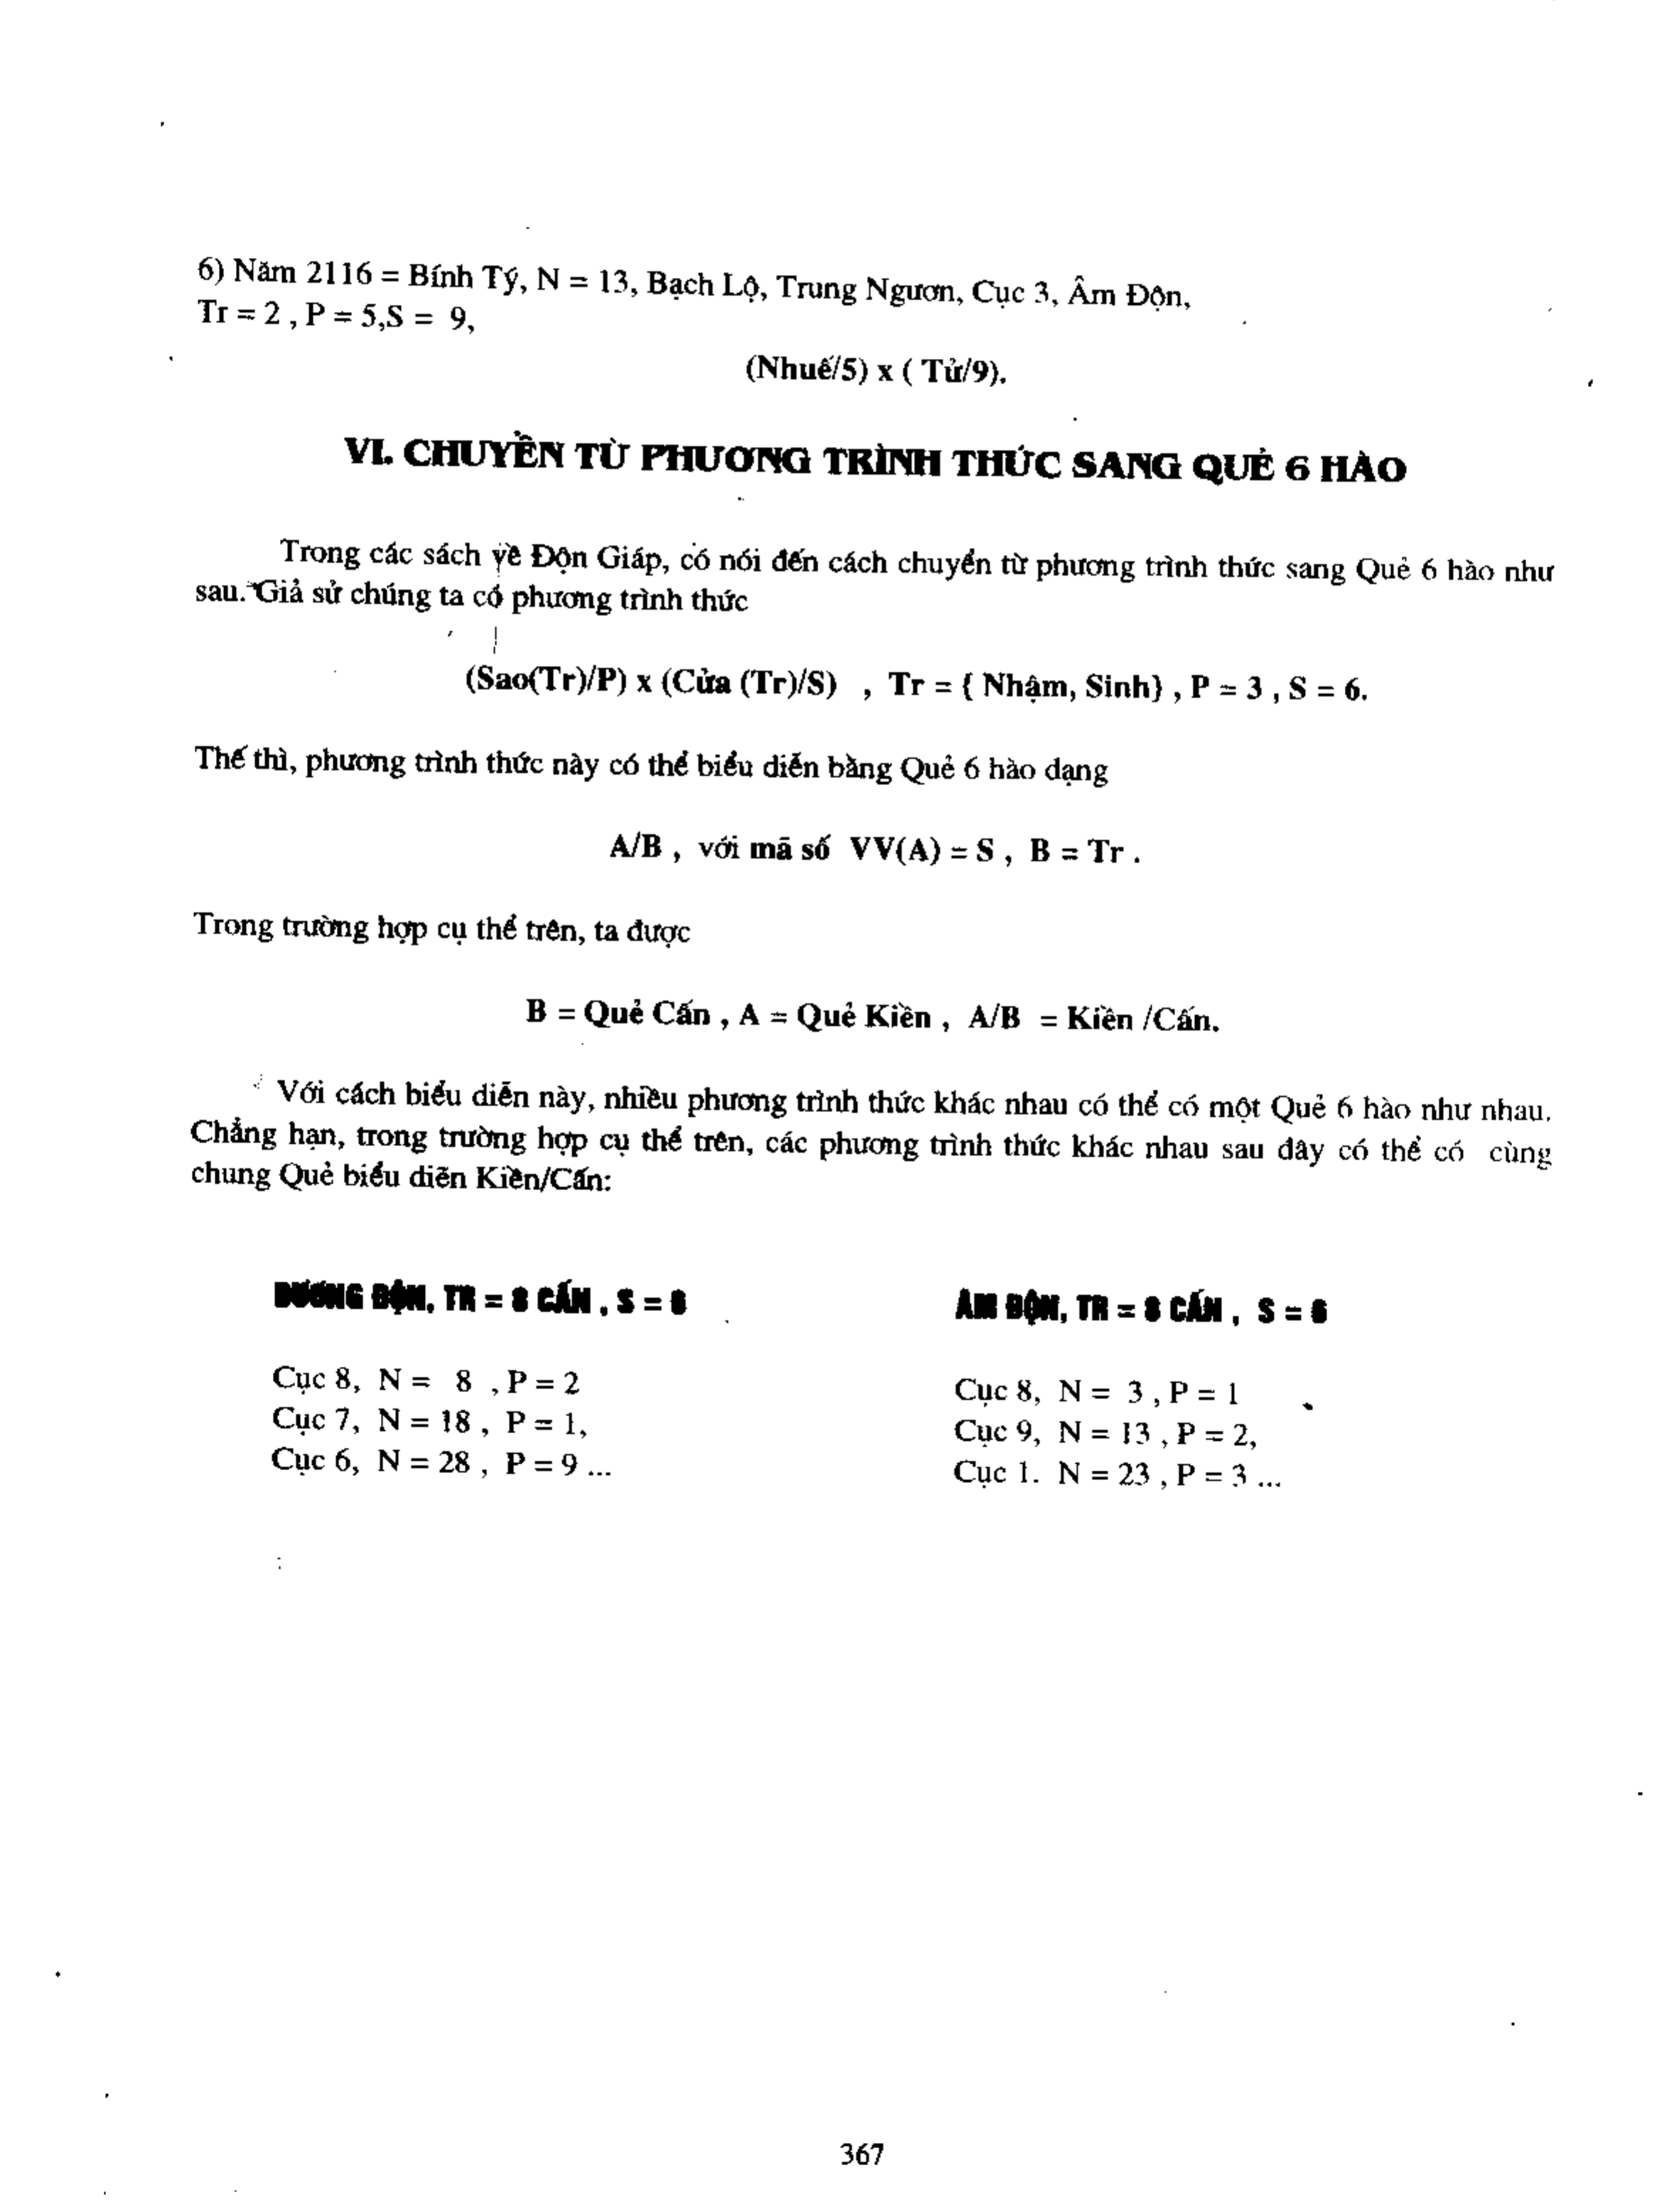 6) Năm 2116 = Bính Tý, N = 13, Bạch Lộ, Trung Ngươn, Cục 3, Âm Độn,
Tr = 2 , P = 5,S = 9,
(Nhuế/5) x ( Tử/9).
VI. CHUYỀN TỪ PHƯƠNG TRÌNH THỨC SANG QUẺ 6 HÀO
Trong các sách về Độn Giáp, có nói đến cách chuyển từ phương trình thức sang Quẻ 6 hào như
sau. Giả sử chúng ta có phương trình thức
(Sao(Tr)/P) x (Cửa (Tr)/S) , Tr = { Nhậm, Sinh} , P = 3 , S = 6.
Thế thì, phương trình thức này có thể biểu diễn bằng Quẻ 6 hào dạng
A/B , với mã số VV(A) = S , B = Tr .
Trong trường hợp cụ thể trên, ta được
B = Quẻ Cấn , A = Quẻ Kiền , A/B = Kiền /Cấn.
Với cách biểu diễn này, nhiều phương trình thức khác nhau có thể có một Quẻ 6 hào như nhau.
Chẳng hạn, trong trường hợp cụ thể trên, các phương trình thức khác nhau sau đây có thể có cùng
chung Quẻ biểu diễn Kiền/Cấn:
DƯƠNG ĐỘN, TR = 8 CẤN , S = 6
Cục 8, N = 8 , P = 2
Cục 7, N = 18 , P = 1,
Cục 6, N = 28 , P = 9 ...
ÂM ĐỘN, TR = 8 CẤN , S = 6
Cục 8, N = 3 , P = 1
Cục 9, N = 13 , P = 2,
Cục 1. N = 23 , P = 3 ...
367